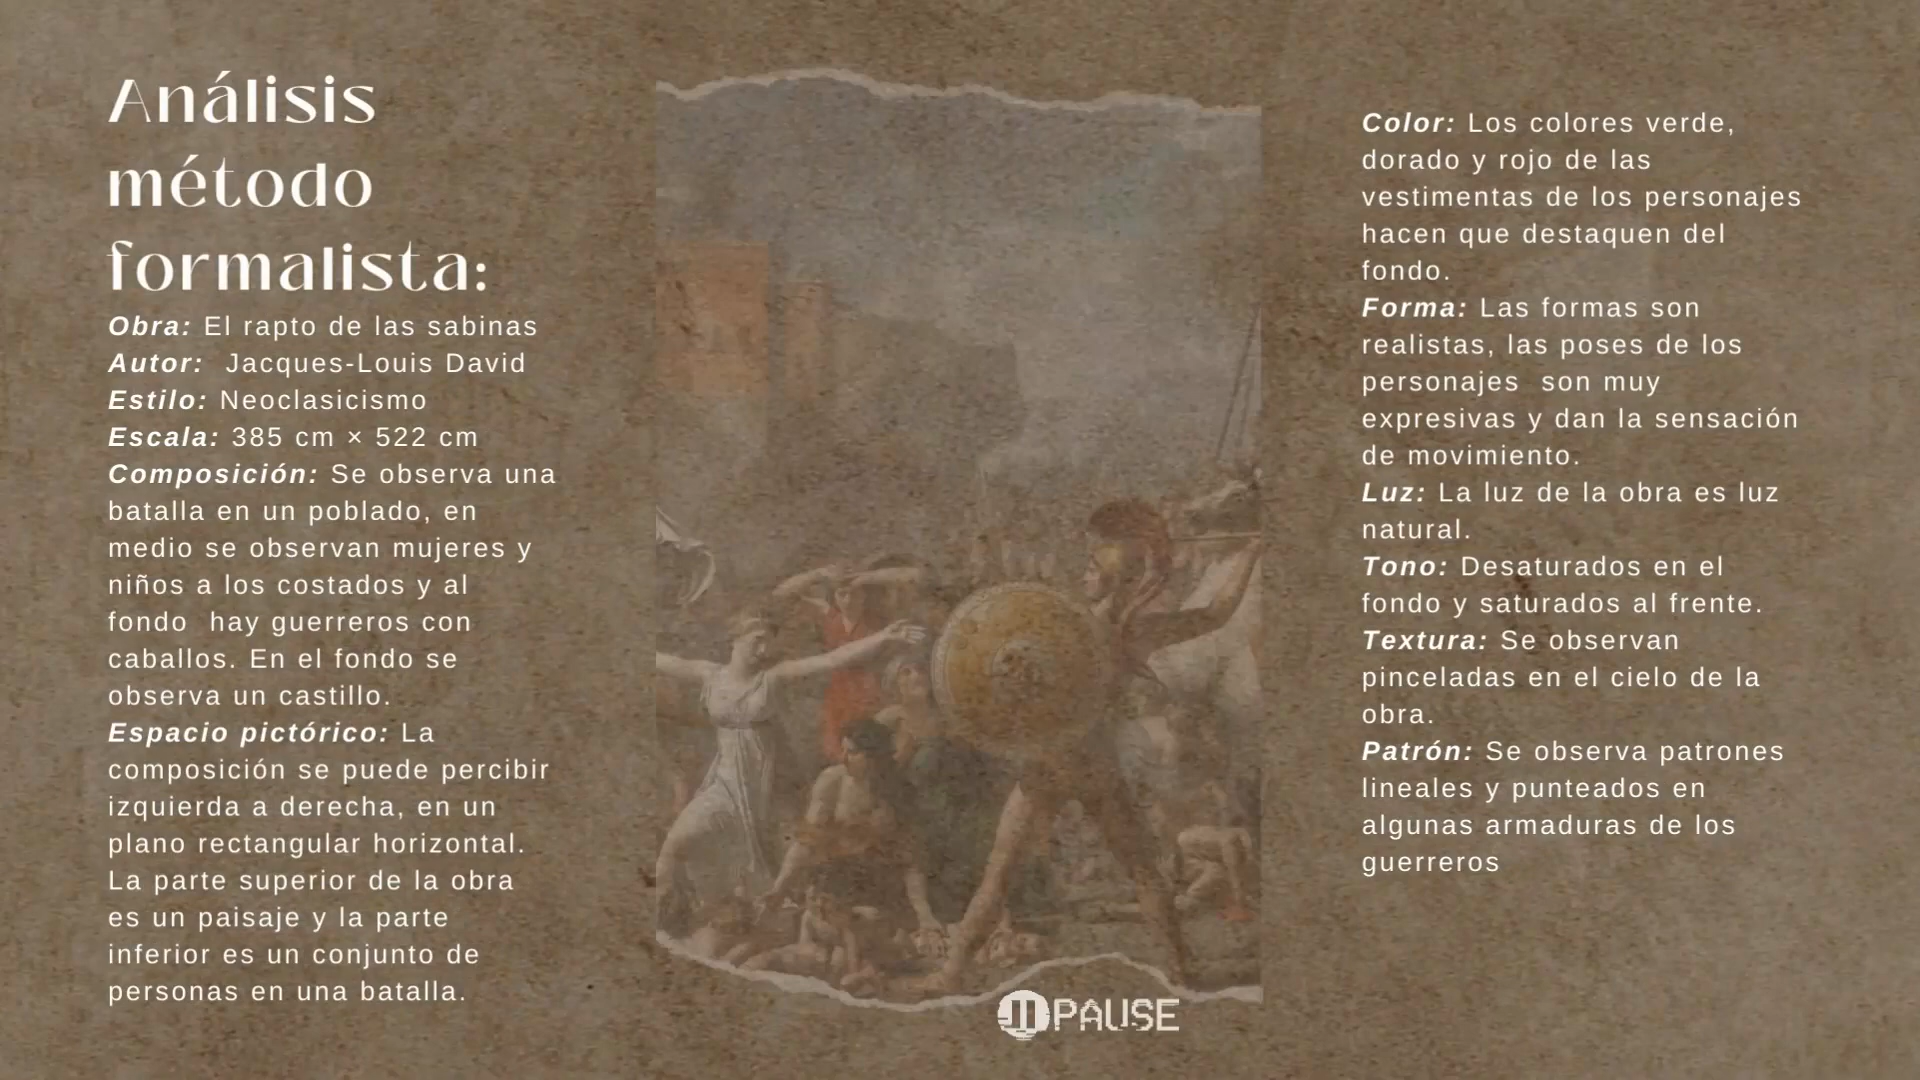 Análisis
método
formalista:
Obra: El rapto de las sabinas
Autor:  Jacques-Louis David
Estilo: Neoclasicismo
Escala: 385 cm × 522 cm
Composición: Se observa una
batalla en un poblado, en
medio se observan mujeres y
niños a los costados y al
fondo  hay guerreros con
caballos. En el fondo se
observa un castillo.
Espacio pictórico: La
composición se puede percibir
izquierda a derecha, en un
plano rectangular horizontal.
La parte superior de la obra
es un paisaje y la parte
inferior es un conjunto de
personas en una batalla.
Color: Los colores verde,
dorado y rojo de las
vestimentas de los personajes
hacen que destaquen del
fondo.
Forma: Las formas son
realistas, las poses de los
personajes  son muy
expresivas y dan la sensación
de movimiento.
Luz: La luz de la obra es luz
natural.
Tono: Desaturados en el
fondo y saturados al frente.
Textura: Se observan
pinceladas en el cielo de la
obra.
Patrón: Se observa patrones
lineales y punteados en
algunas armaduras de los
guerreros
PAUSE